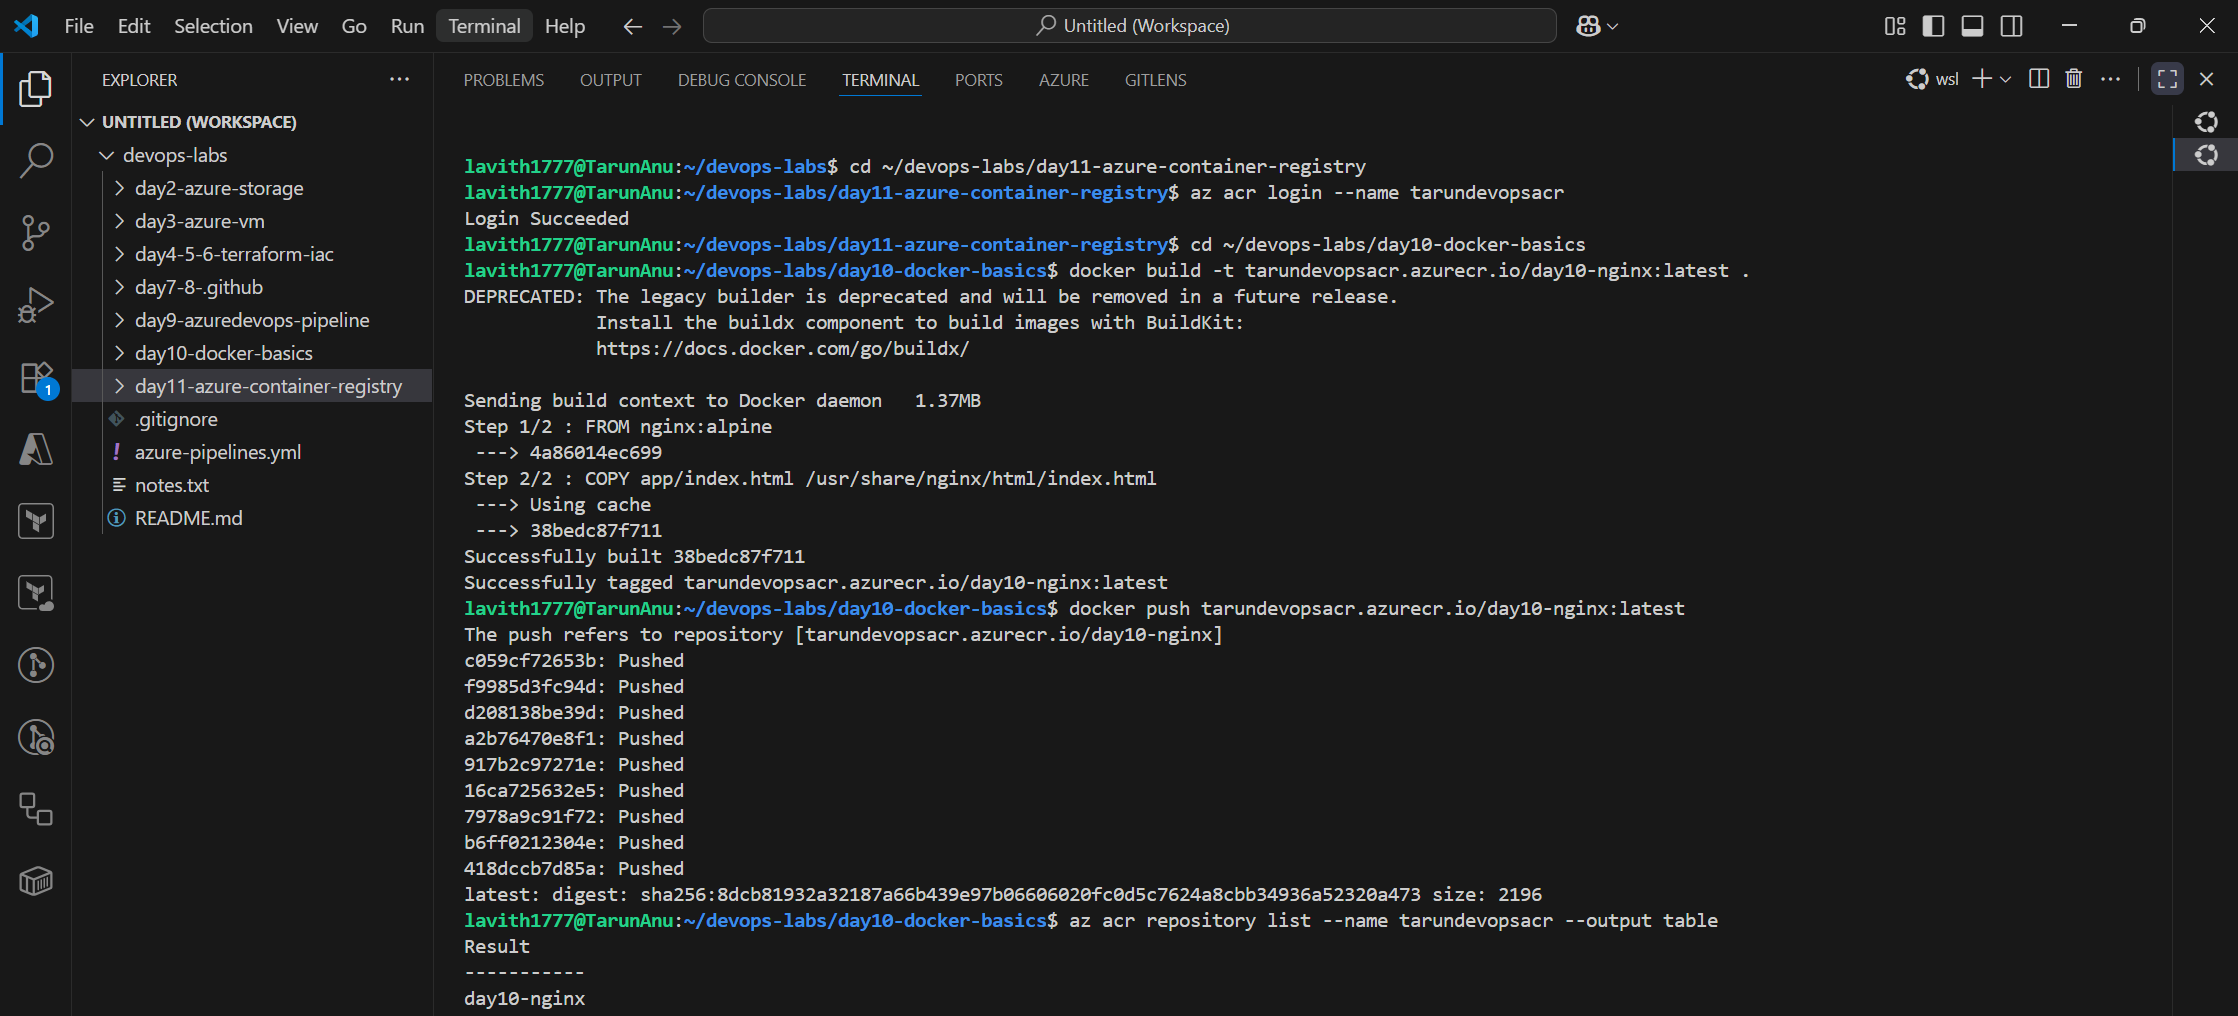 File Edit Selection View Go Run Terminal Help
Untitled (Workspace)
EXPLORER
UNTITLED (WORKSPACE)
devops-labs
day2-azure-storage
day3-azure-vm
day4-5-6-terraform-iac
day7-8-.github
day9-azuredevops-pipeline
day10-docker-basics
day11-azure-container-registry
.gitignore
azure-pipelines.yml
notes.txt
README.md
1
PROBLEMS OUTPUT DEBUG CONSOLE TERMINAL PORTS AZURE GITLENS
wsl
lavith1777@TarunAnu:~/devops-labs$ cd ~/devops-labs/day11-azure-container-registry
lavith1777@TarunAnu:~/devops-labs/day11-azure-container-registry$ az acr login --name tarundevopsacr
Login Succeeded
lavith1777@TarunAnu:~/devops-labs/day11-azure-container-registry$ cd ~/devops-labs/day10-docker-basics
lavith1777@TarunAnu:~/devops-labs/day10-docker-basics$ docker build -t tarundevopsacr.azurecr.io/day10-nginx:latest .
DEPRECATED: The legacy builder is deprecated and will be removed in a future release.
Install the buildx component to build images with BuildKit:
https://docs.docker.com/go/buildx/
Sending build context to Docker daemon 1.37MB
Step 1/2 : FROM nginx:alpine
---> 4a86014ec699
Step 2/2 : COPY app/index.html /usr/share/nginx/html/index.html
---> Using cache
---> 38bedc87f711
Successfully built 38bedc87f711
Successfully tagged tarundevopsacr.azurecr.io/day10-nginx:latest
lavith1777@TarunAnu:~/devops-labs/day10-docker-basics$ docker push tarundevopsacr.azurecr.io/day10-nginx:latest
The push refers to repository [tarundevopsacr.azurecr.io/day10-nginx]
c059cf72653b: Pushed
f9985d3fc94d: Pushed
d208138be39d: Pushed
a2b76470e8f1: Pushed
917b2c97271e: Pushed
16ca725632e5: Pushed
7978a9c91f72: Pushed
b6ff0212304e: Pushed
418dccb7d85a: Pushed
latest: digest: sha256:8dcb81932a32187a66b439e97b06606020fc0d5c7624a8cbb34936a52320a473 size: 2196
lavith1777@TarunAnu:~/devops-labs/day10-docker-basics$ az acr repository list --name tarundevopsacr --output table
Result
-----------
day10-nginx